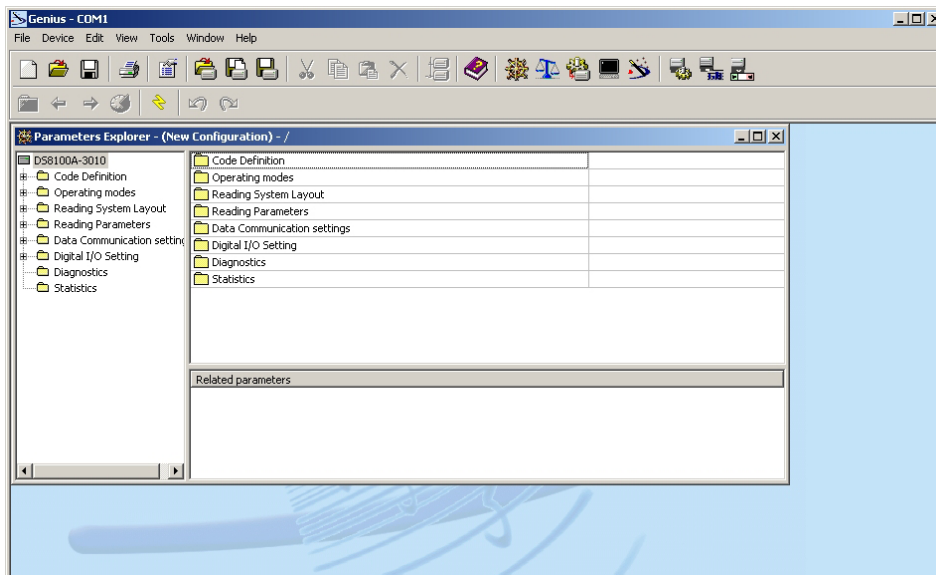 Genius - COM1
File Device Edit View Tools Window Help
Parameters Explorer - (New Configuration) - /
DS8100A-3010
Code Definition
Operating modes
Reading System Layout
Reading Parameters
Data Communication setting
Digital I/O Setting
Diagnostics
Statistics
Code Definition
Operating modes
Reading System Layout
Reading Parameters
Data Communication settings
Digital I/O Setting
Diagnostics
Statistics
Related parameters